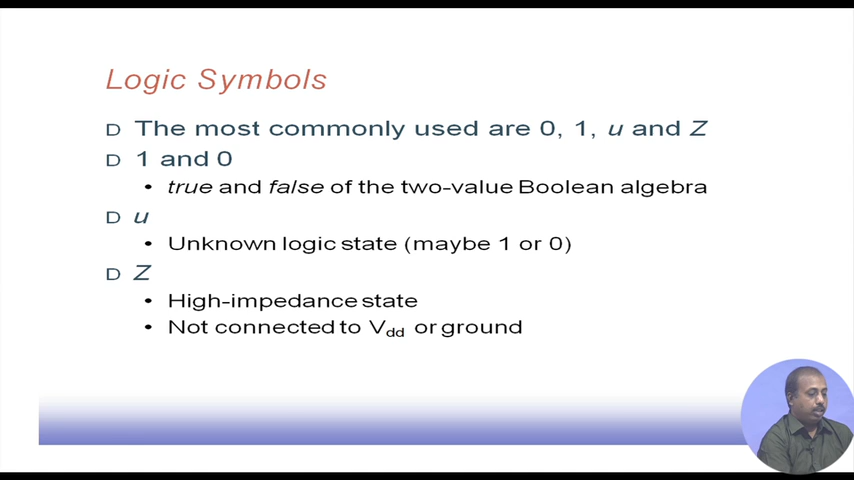 Logic Symbols
D The most commonly used are 0, 1, u and Z
D 1 and 0
• true and false of the two-value Boolean algebra
D u
• Unknown logic state (maybe 1 or 0)
D Z
• High-impedance state
• Not connected to Vdd or ground